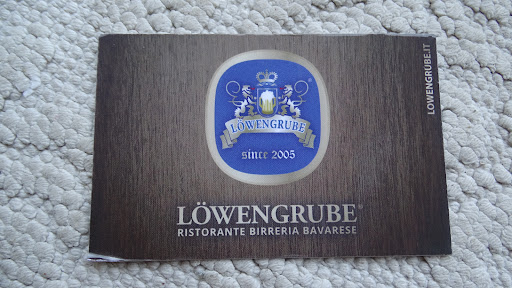 LÖWENGRUBE
since 2005
LÖWENGRUBE®
RISTORANTE BIRRERIA BAVARESE
LOWENGRUBE.IT